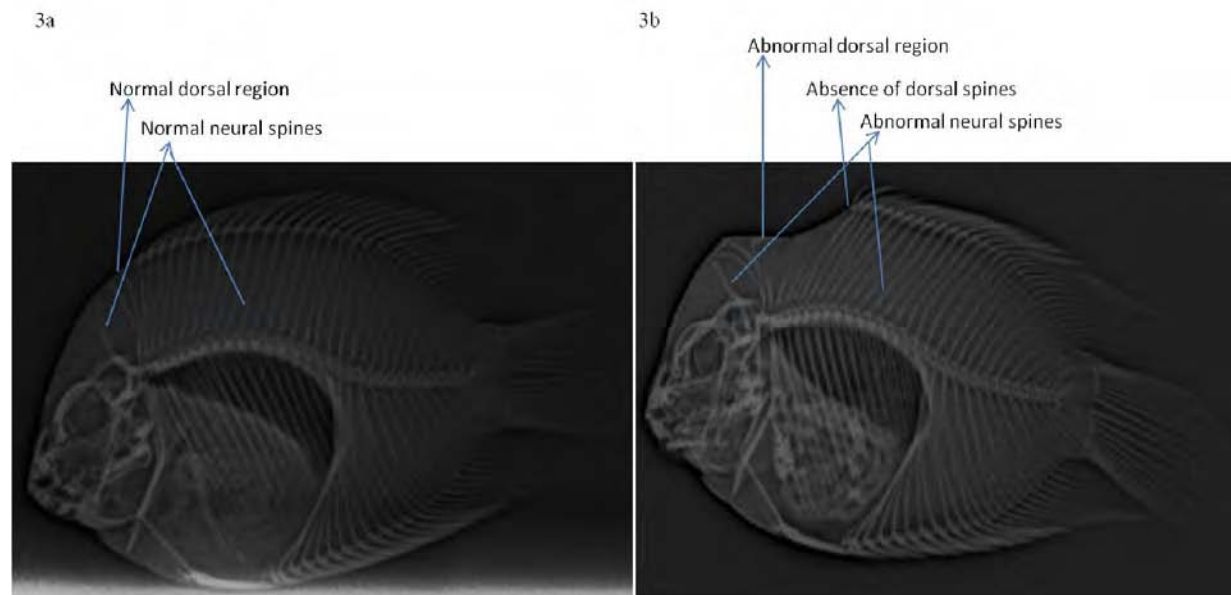 3a
Normal dorsal region
Normal neural spines
3b
Abnormal dorsal region
Absence of dorsal spines
Abnormal neural spines